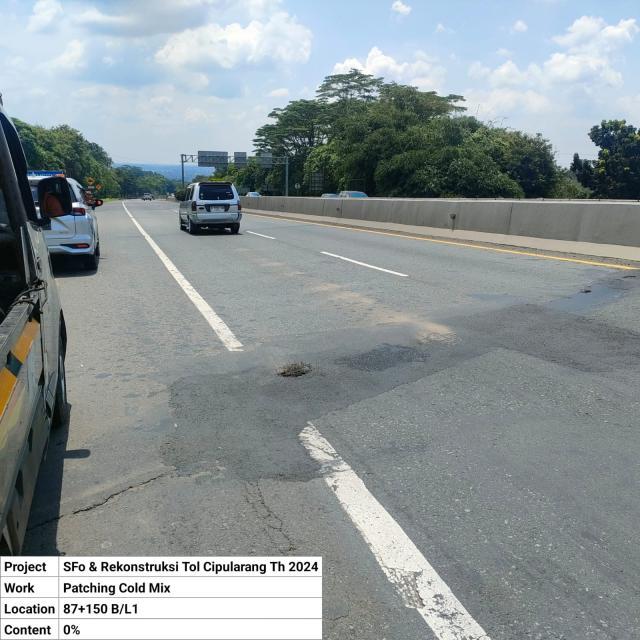 Project SFo & Rekonstruksi Tol Cipularang Th 2024
Work Patching Cold Mix
Location 87+150 B/L1
Content 0%